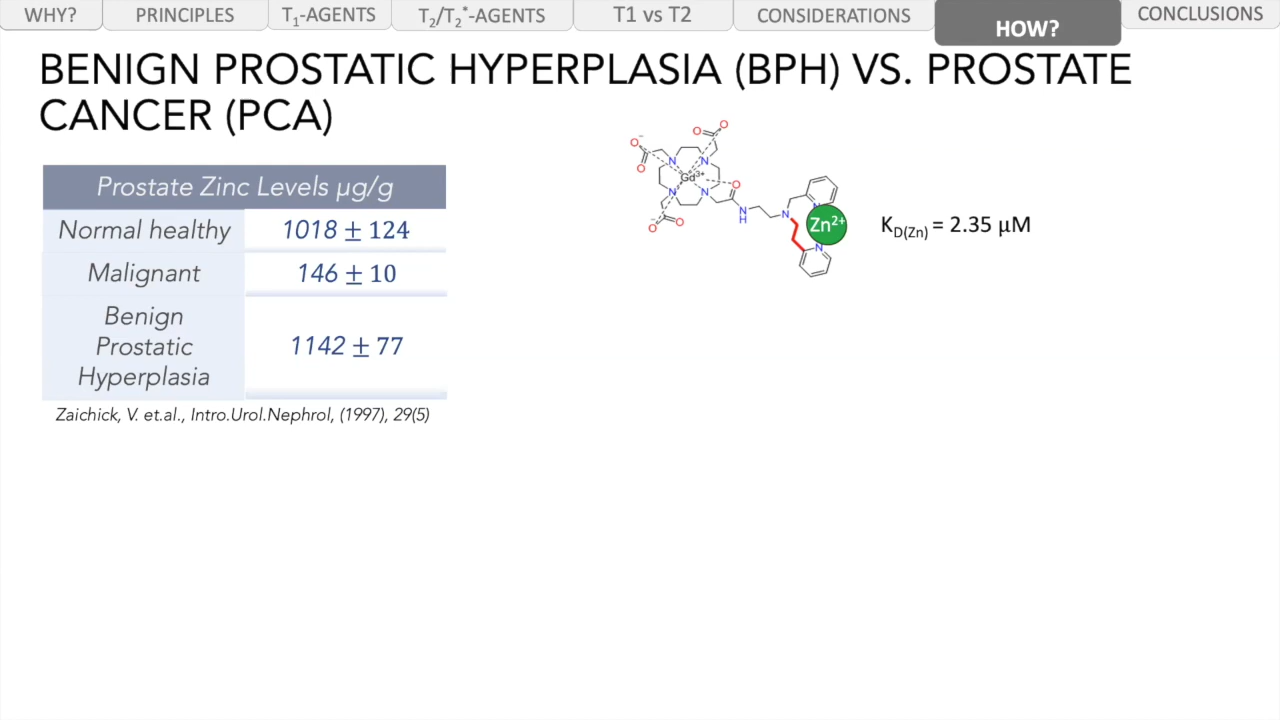 WHY?
PRINCIPLES
T₁-AGENTS
T₂/T₂*-AGENTS
T1 vs T2
CONSIDERATIONS
HOW?
CONCLUSIONS
BENIGN PROSTATIC HYPERPLASIA (BPH) VS. PROSTATE
CANCER (PCA)
Prostate Zinc Levels µg/g
Normal healthy 1018 ± 124
Malignant 146 ± 10
Benign
Prostatic
Hyperplasia
1142 ± 77
Zaichick, V. et.al., Intro.Urol.Nephrol, (1997), 29(5)
O⁻
O
O
O
N
N
Gd³⁺
N
N
O
⁻O
O
N
H
N
N
Zn²⁺
N
K_D(Zn) = 2.35 µM